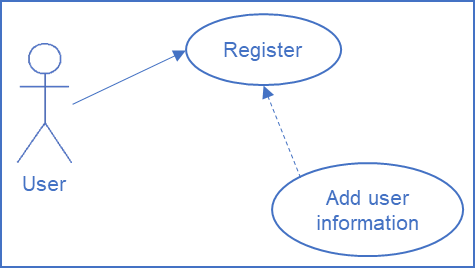 Register
User
Add user
information